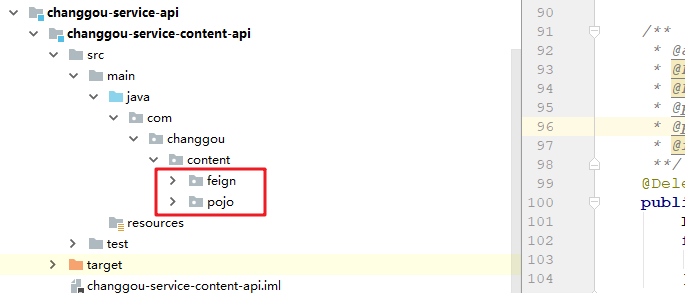 changgou-service-api
changgou-service-content-api
src
main
java
com
changgou
content
feign
pojo
resources
test
target
changgou-service-content-api.iml
90
91 /**
92 *
93 *
94 *
95 *
96 *
97 *
98 **/
99 @Dele
100 publi
101
102
103
104